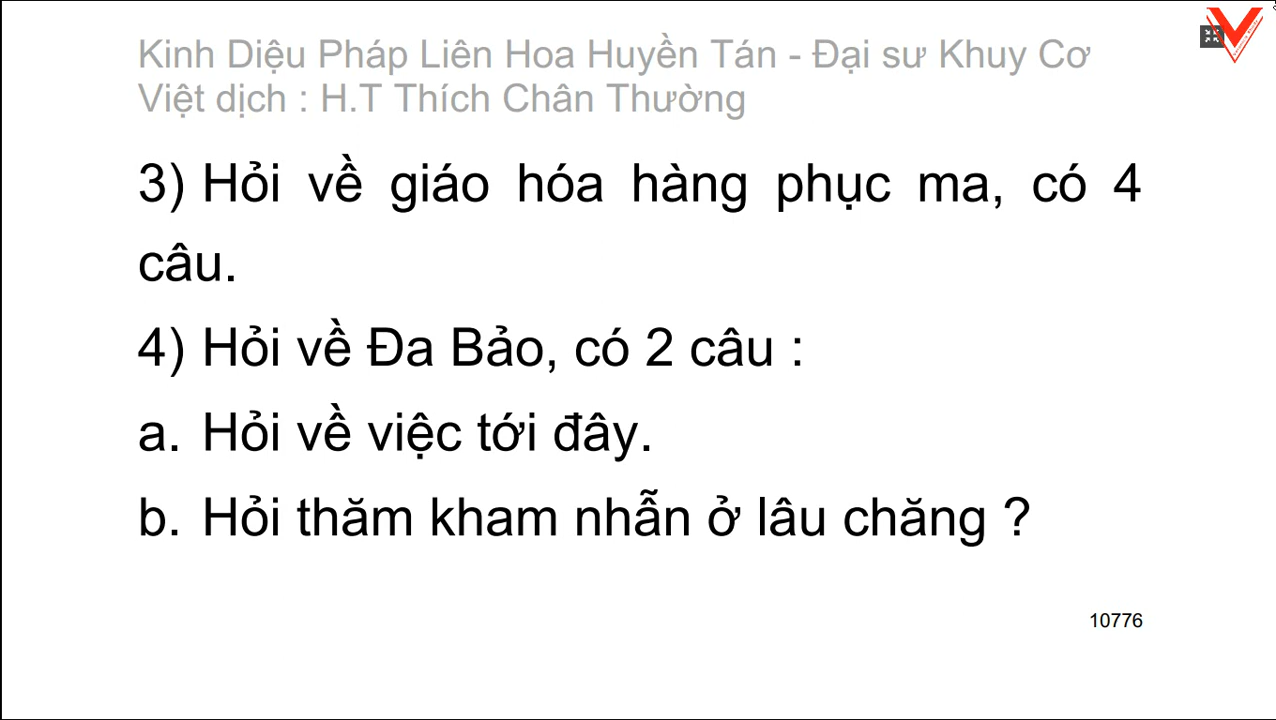 Kinh Diệu Pháp Liên Hoa Huyền Tán - Đại sư Khuy Cơ
Việt dịch : H.T Thích Chân Thường
3) Hỏi về giáo hóa hàng phục ma, có 4
câu.
4) Hỏi về Đa Bảo, có 2 câu :
a. Hỏi về việc tới đây.
b. Hỏi thăm kham nhẫn ở lâu chăng ?
10776